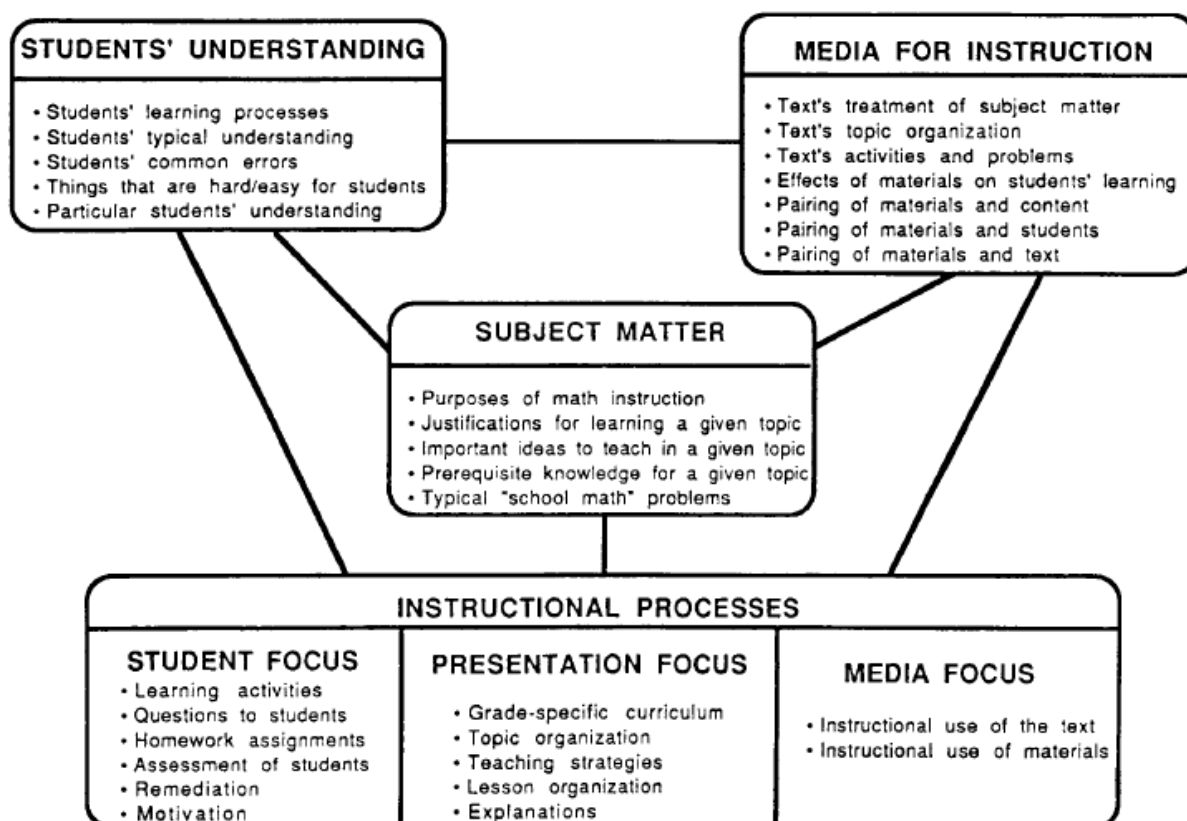 STUDENTS' UNDERSTANDING
• Students' learning processes
• Students' typical understanding
• Students' common errors
• Things that are hard/easy for students
• Particular students' understanding
MEDIA FOR INSTRUCTION
• Text's treatment of subject matter
• Text's topic organization
• Text's activities and problems
• Effects of materials on students' learning
• Pairing of materials and content
• Pairing of materials and students
• Pairing of materials and text
SUBJECT MATTER
• Purposes of math instruction
• Justifications for learning a given topic
• Important ideas to teach in a given topic
• Prerequisite knowledge for a given topic
• Typical "school math" problems
INSTRUCTIONAL PROCESSES
STUDENT FOCUS
• Learning activities
• Questions to students
• Homework assignments
• Assessment of students
• Remediation
• Motivation
PRESENTATION FOCUS
• Grade-specific curriculum
• Topic organization
• Teaching strategies
• Lesson organization
• Explanations
MEDIA FOCUS
• Instructional use of the text
• Instructional use of materials